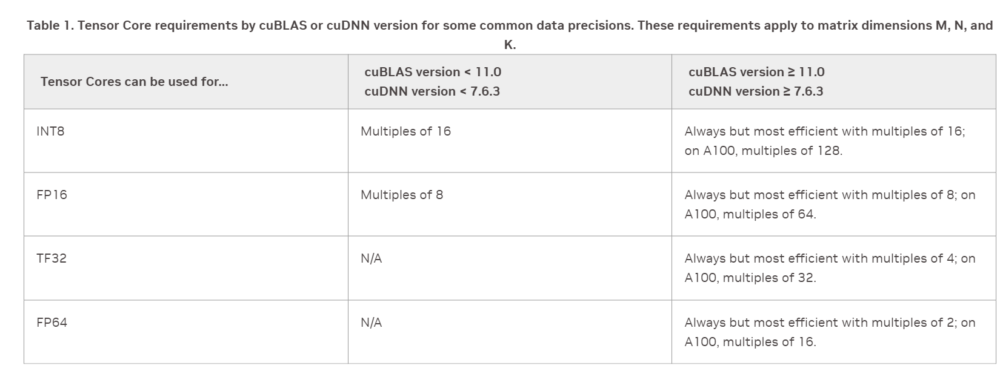 Table 1. Tensor Core requirements by cuBLAS or cuDNN version for some common data precisions. These requirements apply to matrix dimensions M, N, and
K.
Tensor Cores can be used for...
cuBLAS version < 11.0
cuDNN version < 7.6.3
cuBLAS version ≥ 11.0
cuDNN version ≥ 7.6.3
INT8
Multiples of 16
Always but most efficient with multiples of 16;
on A100, multiples of 128.
FP16
Multiples of 8
Always but most efficient with multiples of 8; on
A100, multiples of 64.
TF32
N/A
Always but most efficient with multiples of 4; on
A100, multiples of 32.
FP64
N/A
Always but most efficient with multiples of 2; on
A100, multiples of 16.